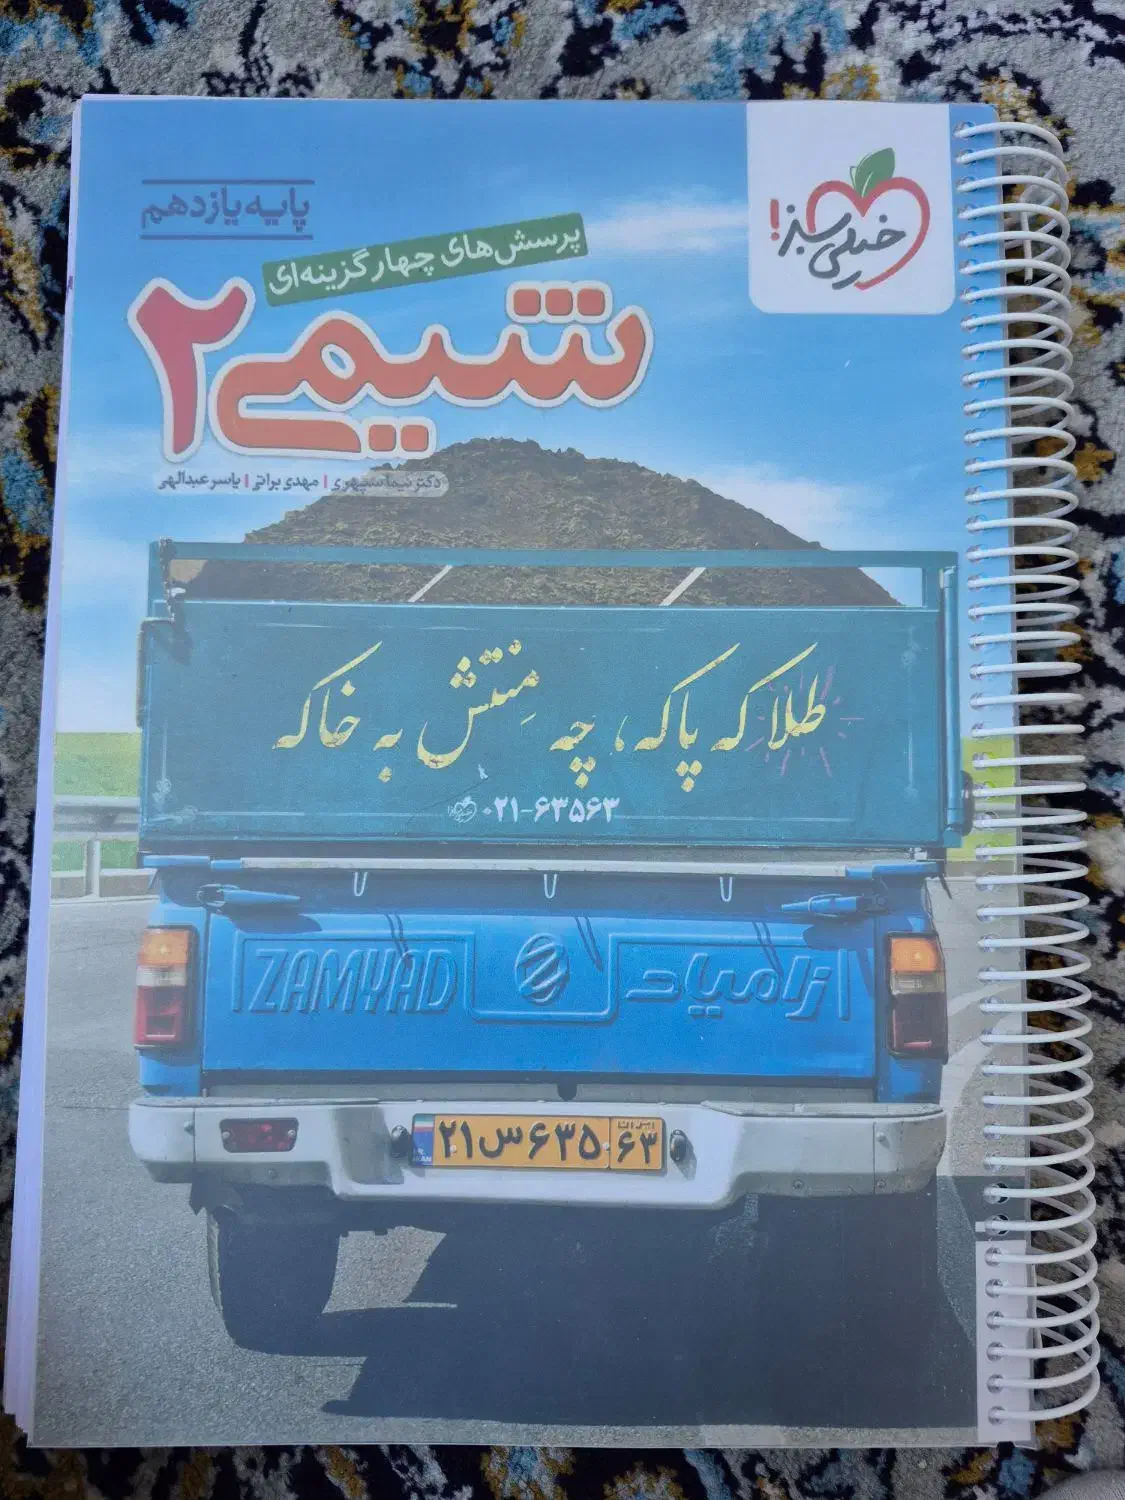 خیلی سبز!
پایه یازدهم
پرسش‌های چهارگزینه‌ای
شیمی ۲
دکتر نیما سپهری | مهدی براتی | یاسر عبدالهی
طلا که پاکه، چه منتش به خاکه
۰۲۱-۶۳۵۶۳
ZAMYAD زامیاد
ایران
۲۱ س ۶۳۵ ۶۳